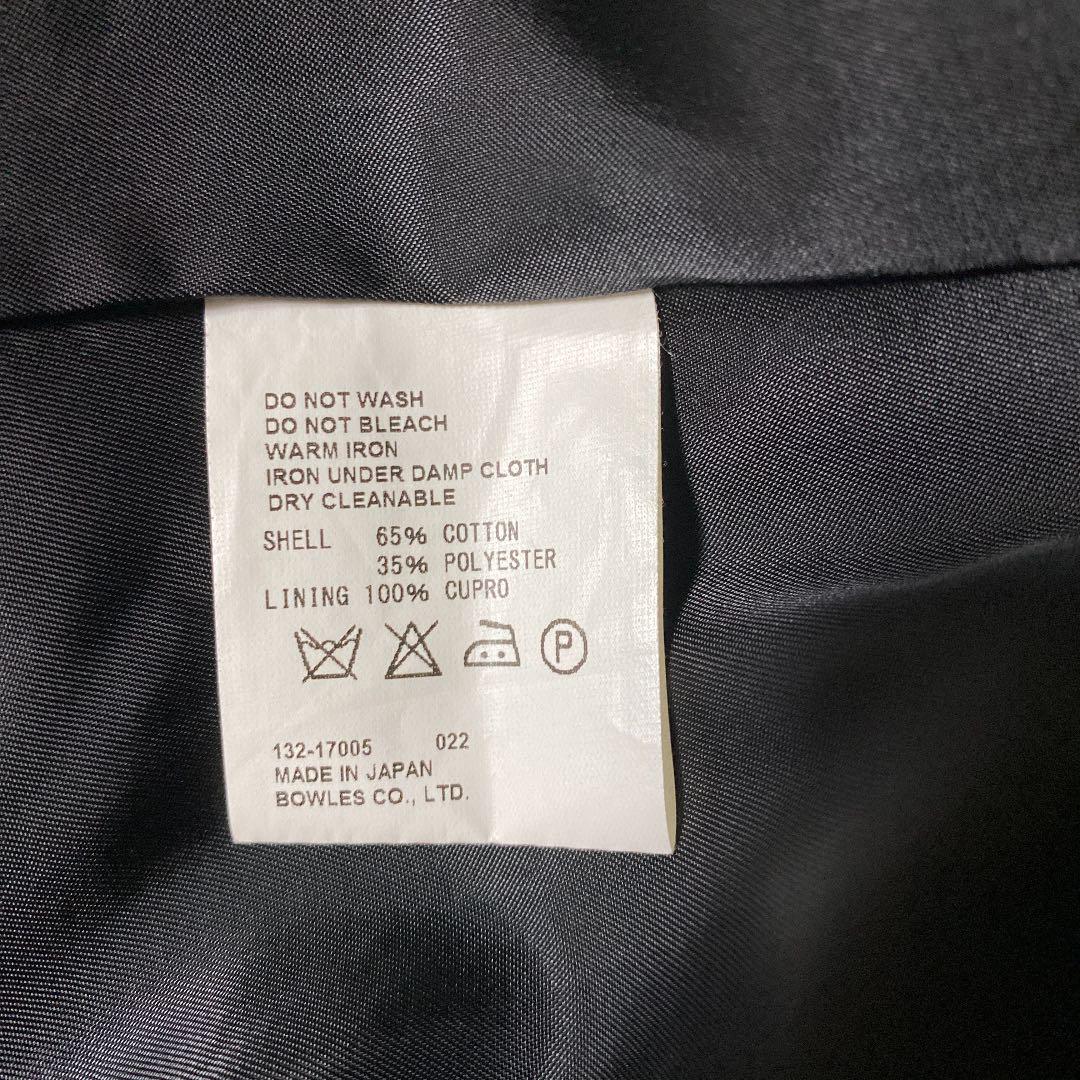 DO NOT WASH
DO NOT BLEACH
WARM IRON
IRON UNDER DAMP CLOTH
DRY CLEANABLE
SHELL 65% COTTON
35% POLYESTER
LINING 100% CUPRO
P
132-17005 022
MADE IN JAPAN
BOWLES CO., LTD.